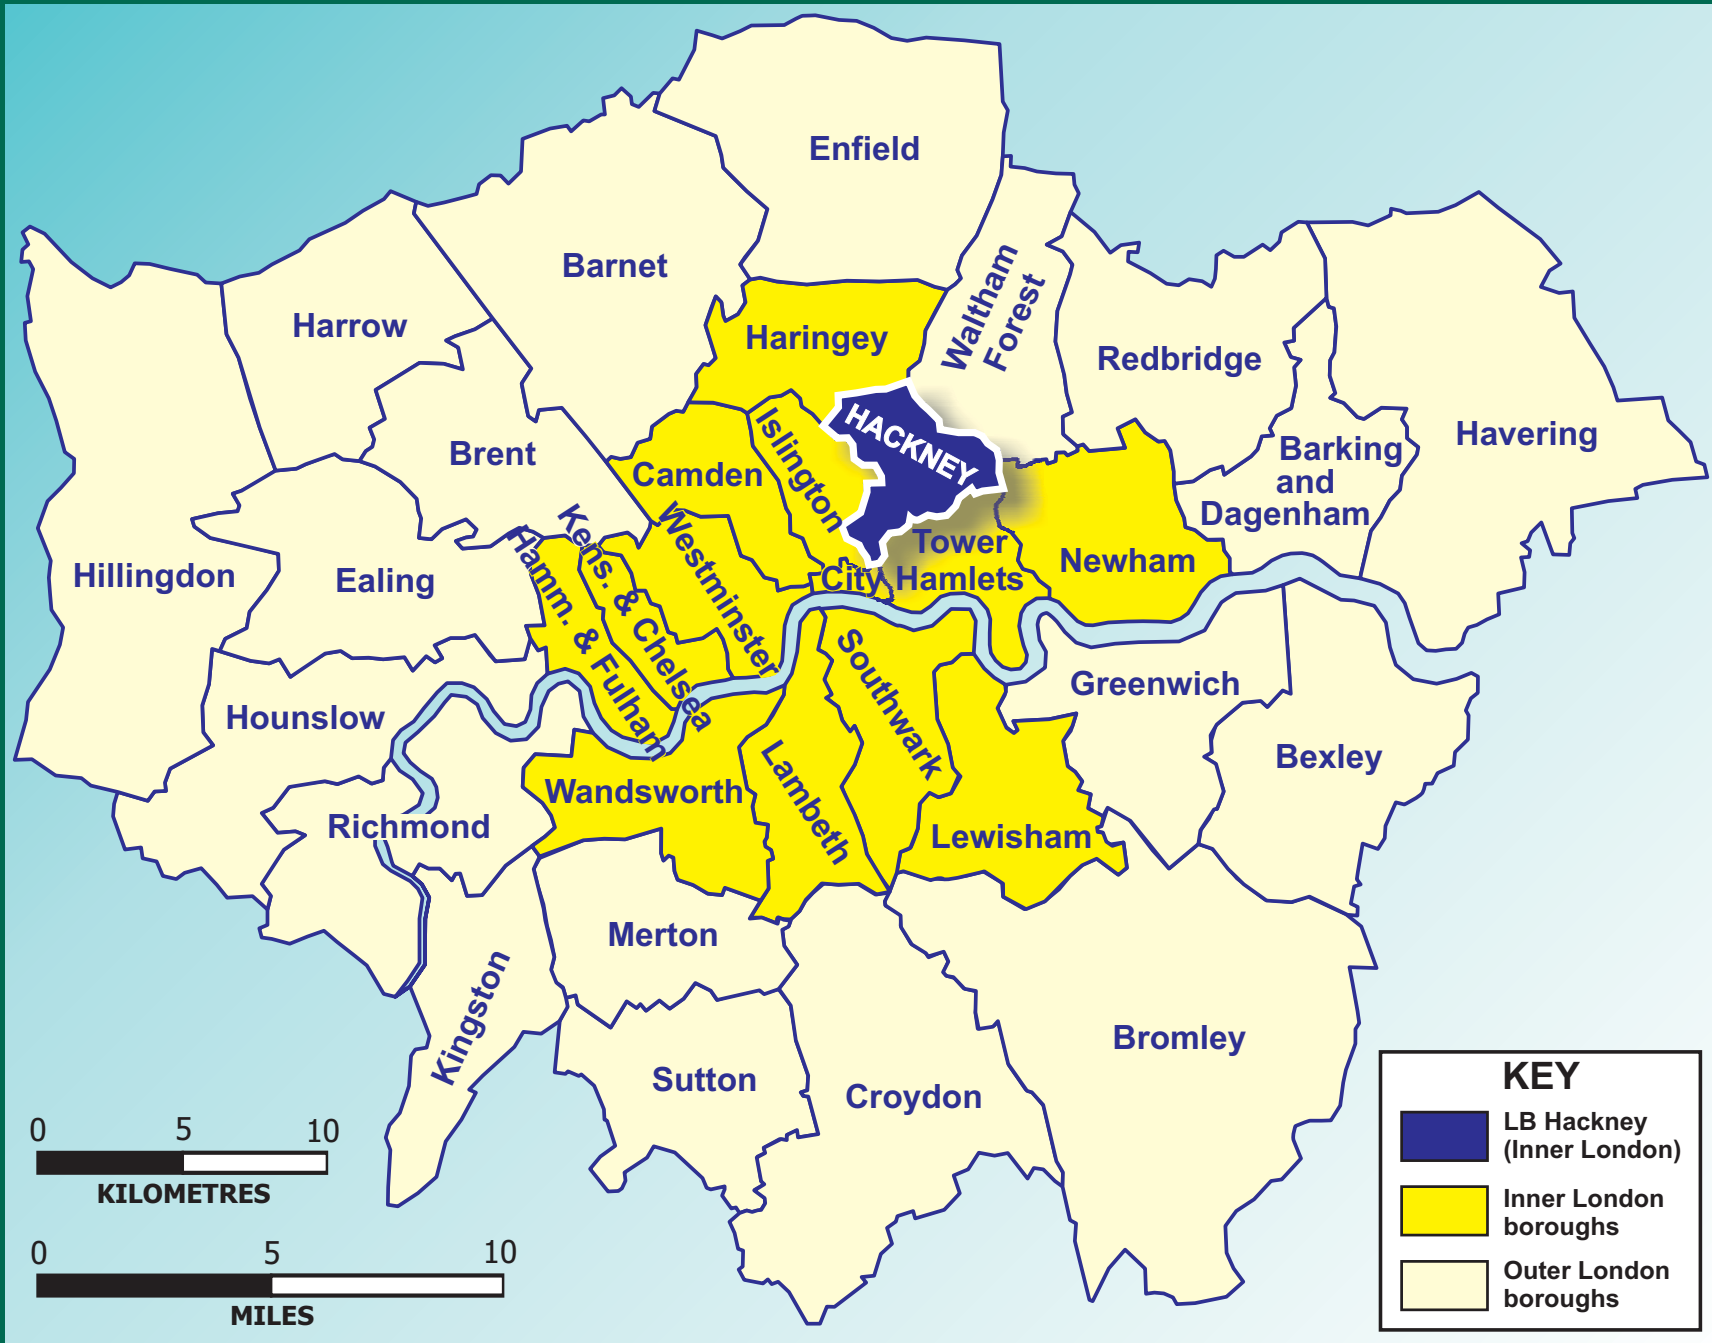 Enfield
Barnet
Harrow
Haringey
Waltham
Forest
Redbridge
Havering
Brent
Camden
Islington
HACKNEY
Barking
and
Dagenham
Hillingdon
Ealing
Hamm. & Fulham
Kens. & Chelsea
Westminster
City
Tower
Hamlets
Newham
Hounslow
Richmond
Wandsworth
Lambeth
Southwark
Lewisham
Greenwich
Bexley
Merton
Kingston
Sutton
Croydon
Bromley
0 5 10
KILOMETRES
0 5 10
MILES
KEY
LB Hackney
(Inner London)
Inner London
boroughs
Outer London
boroughs